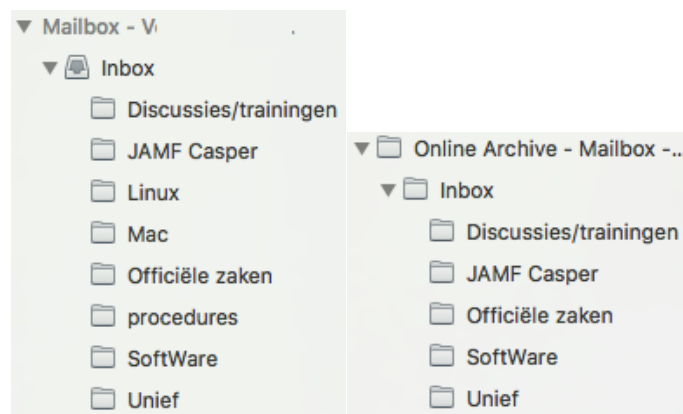 Mailbox -
Inbox
Discussies/trainingen
JAMF Casper
Linux
Mac
Officiële zaken
procedures
SoftWare
Unief
Online Archive - Mailbox -...
Inbox
Discussies/trainingen
JAMF Casper
Officiële zaken
SoftWare
Unief